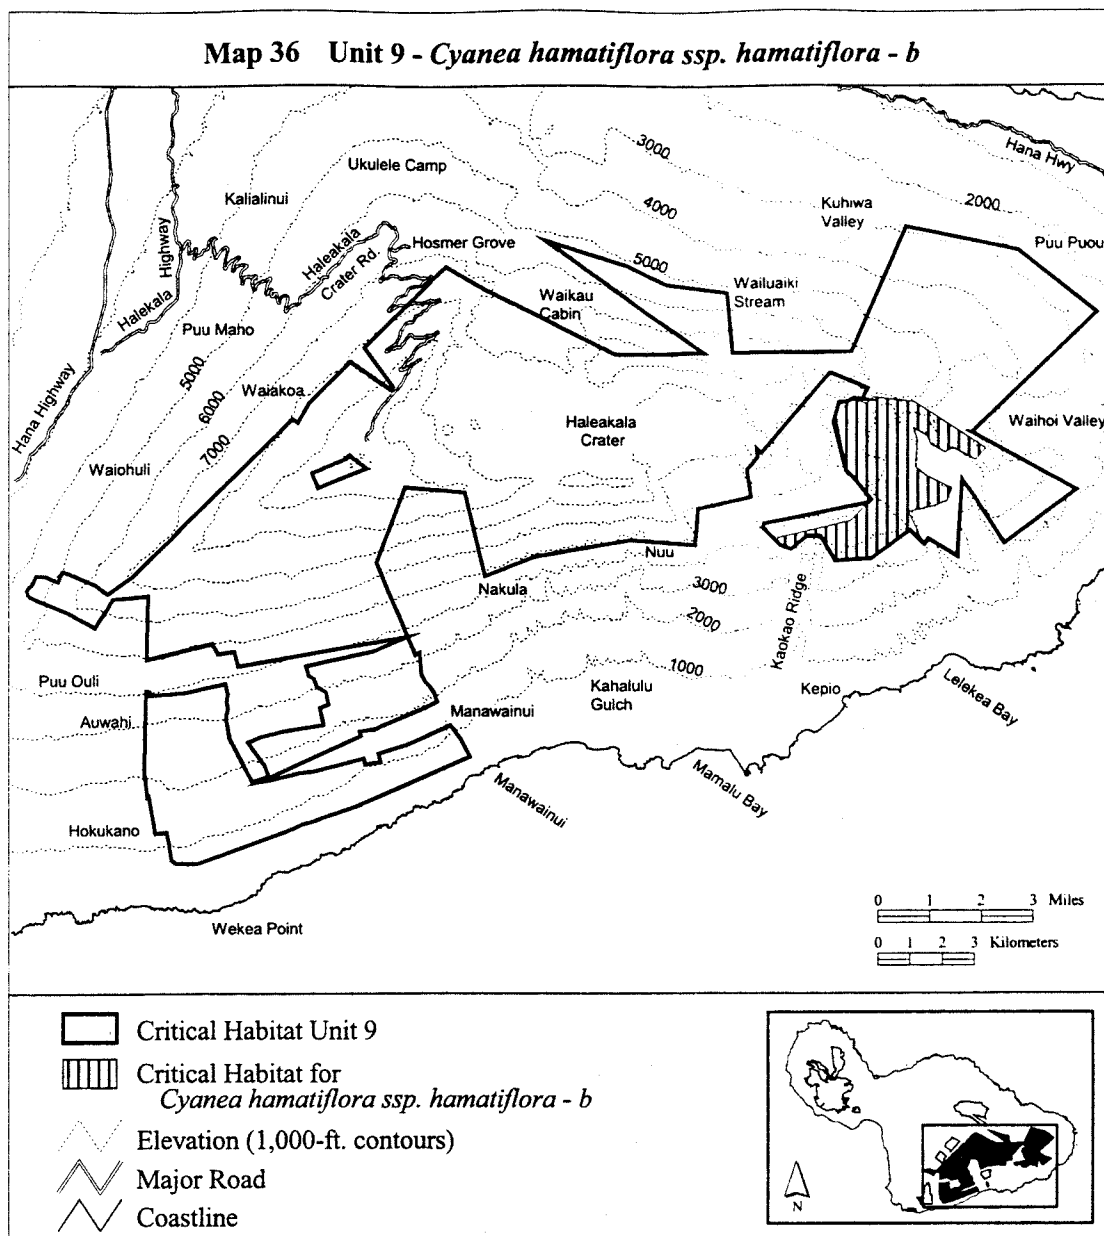 Map 36 Unit 9 - Cyanea hamatiflora ssp. hamatiflora - b
Hana Hwy
3000
Ukulele Camp
Kalialinui
4000
Kuhiwa
Valley
2000
Puu Puou
Highway
Halekala
Haleakala
Crater Rd.
Hosmer Grove
5000
Wailuaiki
Stream
Waikau
Cabin
Puu Maho
5000
6000
7000
Waiakoa
Hana Highway
Haleakala
Crater
Waihoi Valley
Waiohuli
Nuu
Nakula
3000
2000
1000
Kaokao Ridge
Puu Ouli
Auwahi
Kahalulu
Gulch
Kepio
Lelekea Bay
Manawainui
Mamalu Bay
Manawainui
Hokukano
Wekea Point
0 1 2 3 Miles
0 1 2 3 Kilometers
Critical Habitat Unit 9
Critical Habitat for
Cyanea hamatiflora ssp. hamatiflora - b
Elevation (1,000-ft. contours)
Major Road
Coastline
N